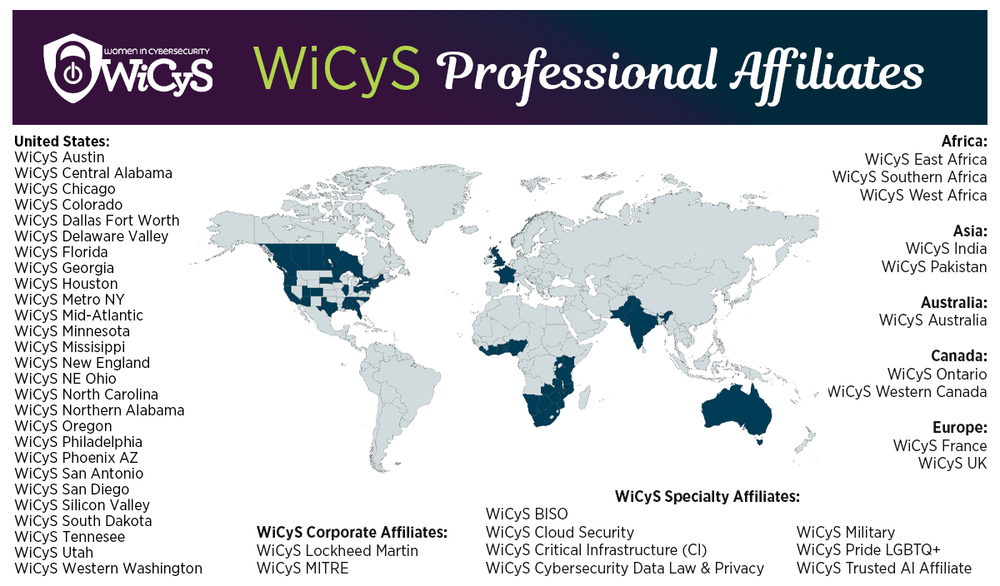 WOMEN IN CYBERSECURITY
WiCyS
WiCyS Professional Affiliates
United States:
WiCyS Austin
WiCyS Central Alabama
WiCyS Chicago
WiCyS Colorado
WiCyS Dallas Fort Worth
WiCyS Delaware Valley
WiCyS Florida
WiCyS Georgia
WiCyS Houston
WiCyS Metro NY
WiCyS Mid-Atlantic
WiCyS Minnesota
WiCyS Missisippi
WiCyS New England
WiCyS NE Ohio
WiCyS North Carolina
WiCyS Northern Alabama
WiCyS Oregon
WiCyS Philadelphia
WiCyS Phoenix AZ
WiCyS San Antonio
WiCyS San Diego
WiCyS Silicon Valley
WiCyS South Dakota
WiCyS Tennesee
WiCyS Utah
WiCyS Western Washington
Africa:
WiCyS East Africa
WiCyS Southern Africa
WiCyS West Africa
Asia:
WiCyS India
WiCyS Pakistan
Australia:
WiCyS Australia
Canada:
WiCyS Ontario
WiCyS Western Canada
Europe:
WiCyS France
WiCyS UK
WiCyS Corporate Affiliates:
WiCyS Lockheed Martin
WiCyS MITRE
WiCyS Specialty Affiliates:
WiCyS BISO
WiCyS Cloud Security
WiCyS Critical Infrastructure (CI)
WiCyS Cybersecurity Data Law & Privacy
WiCyS Military
WiCyS Pride LGBTQ+
WiCyS Trusted AI Affiliate